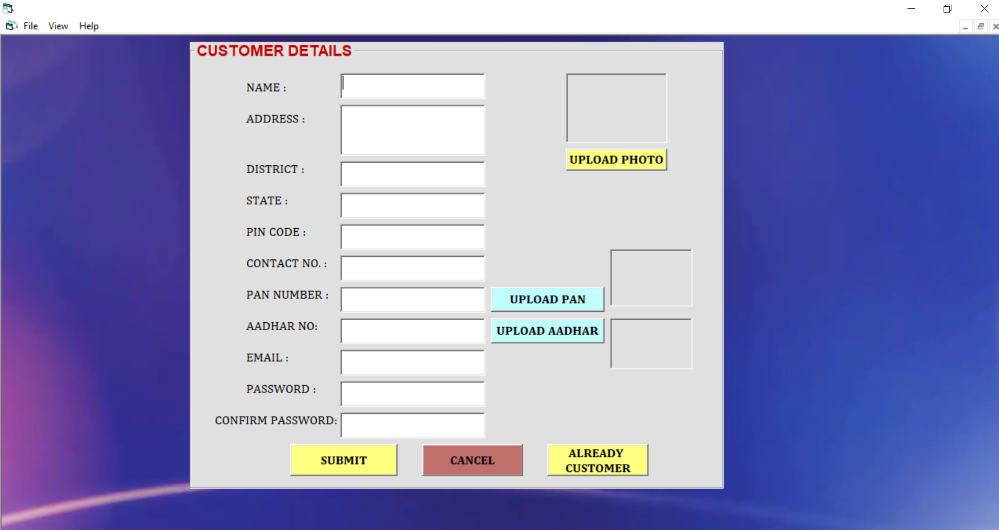 File View Help
CUSTOMER DETAILS
NAME :
ADDRESS :
UPLOAD PHOTO
DISTRICT :
STATE :
PIN CODE :
CONTACT NO. :
PAN NUMBER :
UPLOAD PAN
AADHAR NO:
UPLOAD AADHAR
EMAIL :
PASSWORD :
CONFIRM PASSWORD:
SUBMIT
CANCEL
ALREADY
CUSTOMER